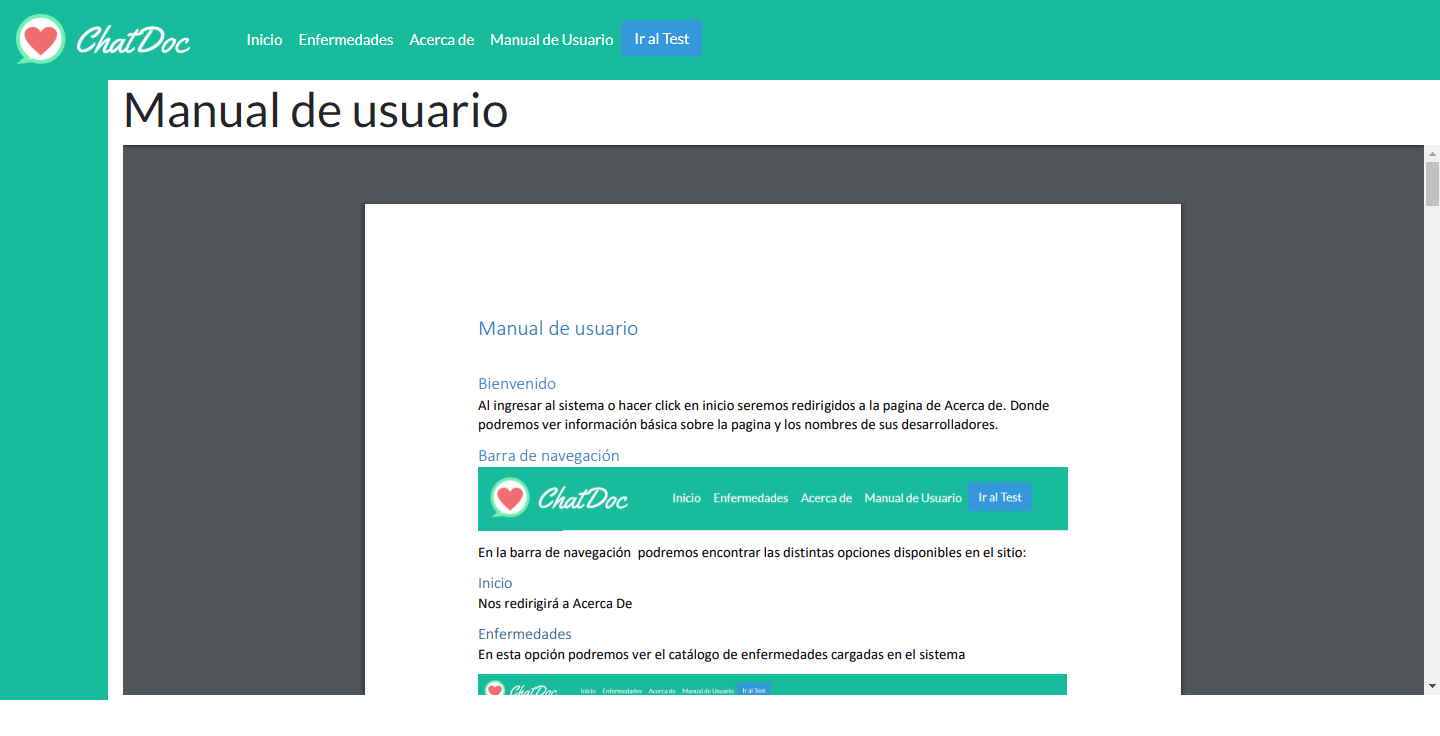 ChatDoc Inicio Enfermedades Acerca de Manual de Usuario Ir al Test
Manual de usuario
Manual de usuario
Bienvenido
Al ingresar al sistema o hacer click en inicio seremos redirigidos a la pagina de Acerca de. Donde
podremos ver información básica sobre la pagina y los nombres de sus desarrolladores.
Barra de navegación
ChatDoc Inicio Enfermedades Acerca de Manual de Usuario Ir al Test
En la barra de navegación  podremos encontrar las distintas opciones disponibles en el sitio:
Inicio
Nos redirigirá a Acerca De
Enfermedades
En esta opción podremos ver el catálogo de enfermedades cargadas en el sistema
ChatDoc Inicio Enfermedades Acerca de Manual de Usuario Ir al Test